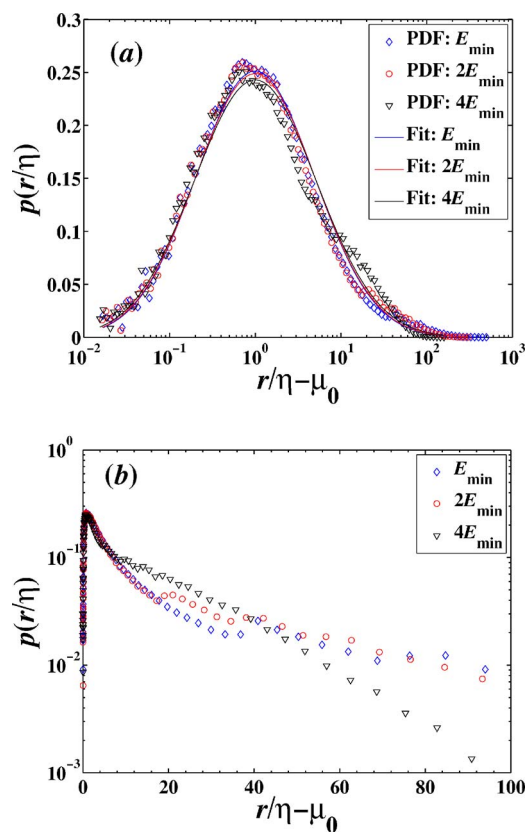 (a)
PDF: E_min
PDF: 2E_min
PDF: 4E_min
Fit: E_min
Fit: 2E_min
Fit: 4E_min
p(r/η)
0.3
0.25
0.2
0.15
0.1
0.05
0
10^-2 10^-1 10^0 10^1 10^2 10^3
r/η−μ_0
(b)
E_min
2E_min
4E_min
p(r/η)
10^0
10^-1
10^-2
10^-3
0 20 40 60 80 100
r/η−μ_0